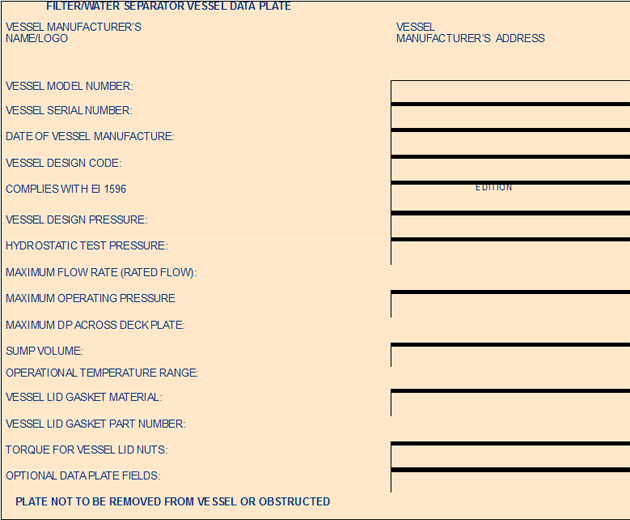 FILTER/WATER SEPARATOR VESSEL DATA PLATE
VESSEL MANUFACTURER'S
NAME/LOGO
VESSEL
MANUFACTURER'S ADDRESS
VESSEL MODEL NUMBER:
VESSEL SERIAL NUMBER:
DATE OF VESSEL MANUFACTURE:
VESSEL DESIGN CODE:
COMPLIES WITH EI 1596 EDITION
VESSEL DESIGN PRESSURE:
HYDROSTATIC TEST PRESSURE:
MAXIMUM FLOW RATE (RATED FLOW):
MAXIMUM OPERATING PRESSURE
MAXIMUM DP ACROSS DECK PLATE:
SUMP VOLUME:
OPERATIONAL TEMPERATURE RANGE:
VESSEL LID GASKET MATERIAL:
VESSEL LID GASKET PART NUMBER:
TORQUE FOR VESSEL LID NUTS:
OPTIONAL DATA PLATE FIELDS:
PLATE NOT TO BE REMOVED FROM VESSEL OR OBSTRUCTED